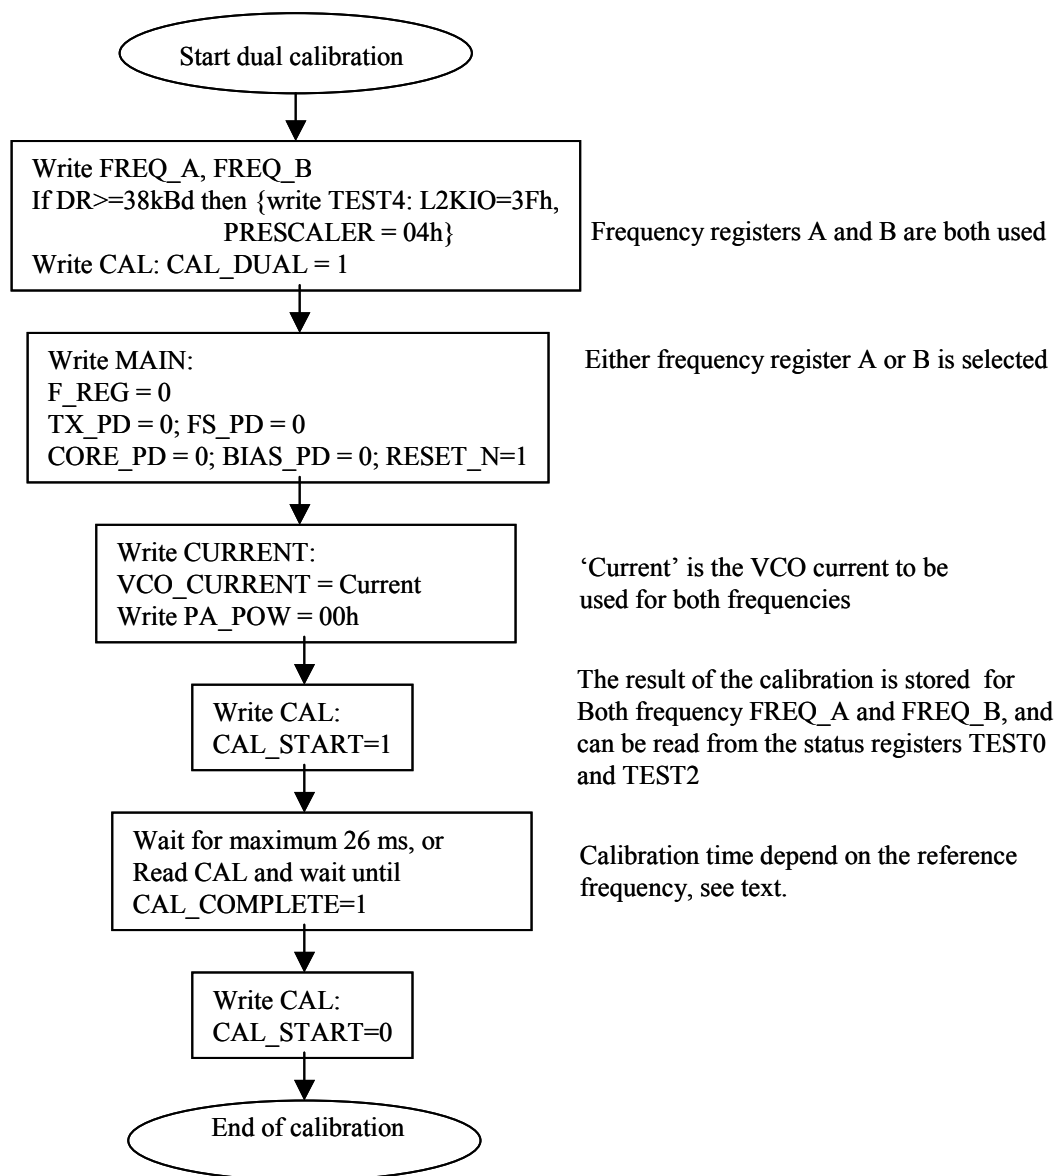 Start dual calibration
Write FREQ_A, FREQ_B
If DR>=38kBd then {write TEST4: L2KIO=3Fh,
PRESCALER = 04h}
Write CAL: CAL_DUAL = 1
Frequency registers A and B are both used
Write MAIN:
F_REG = 0
TX_PD = 0; FS_PD = 0
CORE_PD = 0; BIAS_PD = 0; RESET_N=1
Either frequency register A or B is selected
Write CURRENT:
VCO_CURRENT = Current
Write PA_POW = 00h
‘Current’ is the VCO current to be
used for both frequencies
Write CAL:
CAL_START=1
The result of the calibration is stored  for
Both frequency FREQ_A and FREQ_B, and
can be read from the status registers TEST0
and TEST2
Wait for maximum 26 ms, or
Read CAL and wait until
CAL_COMPLETE=1
Calibration time depend on the reference
frequency, see text.
Write CAL:
CAL_START=0
End of calibration